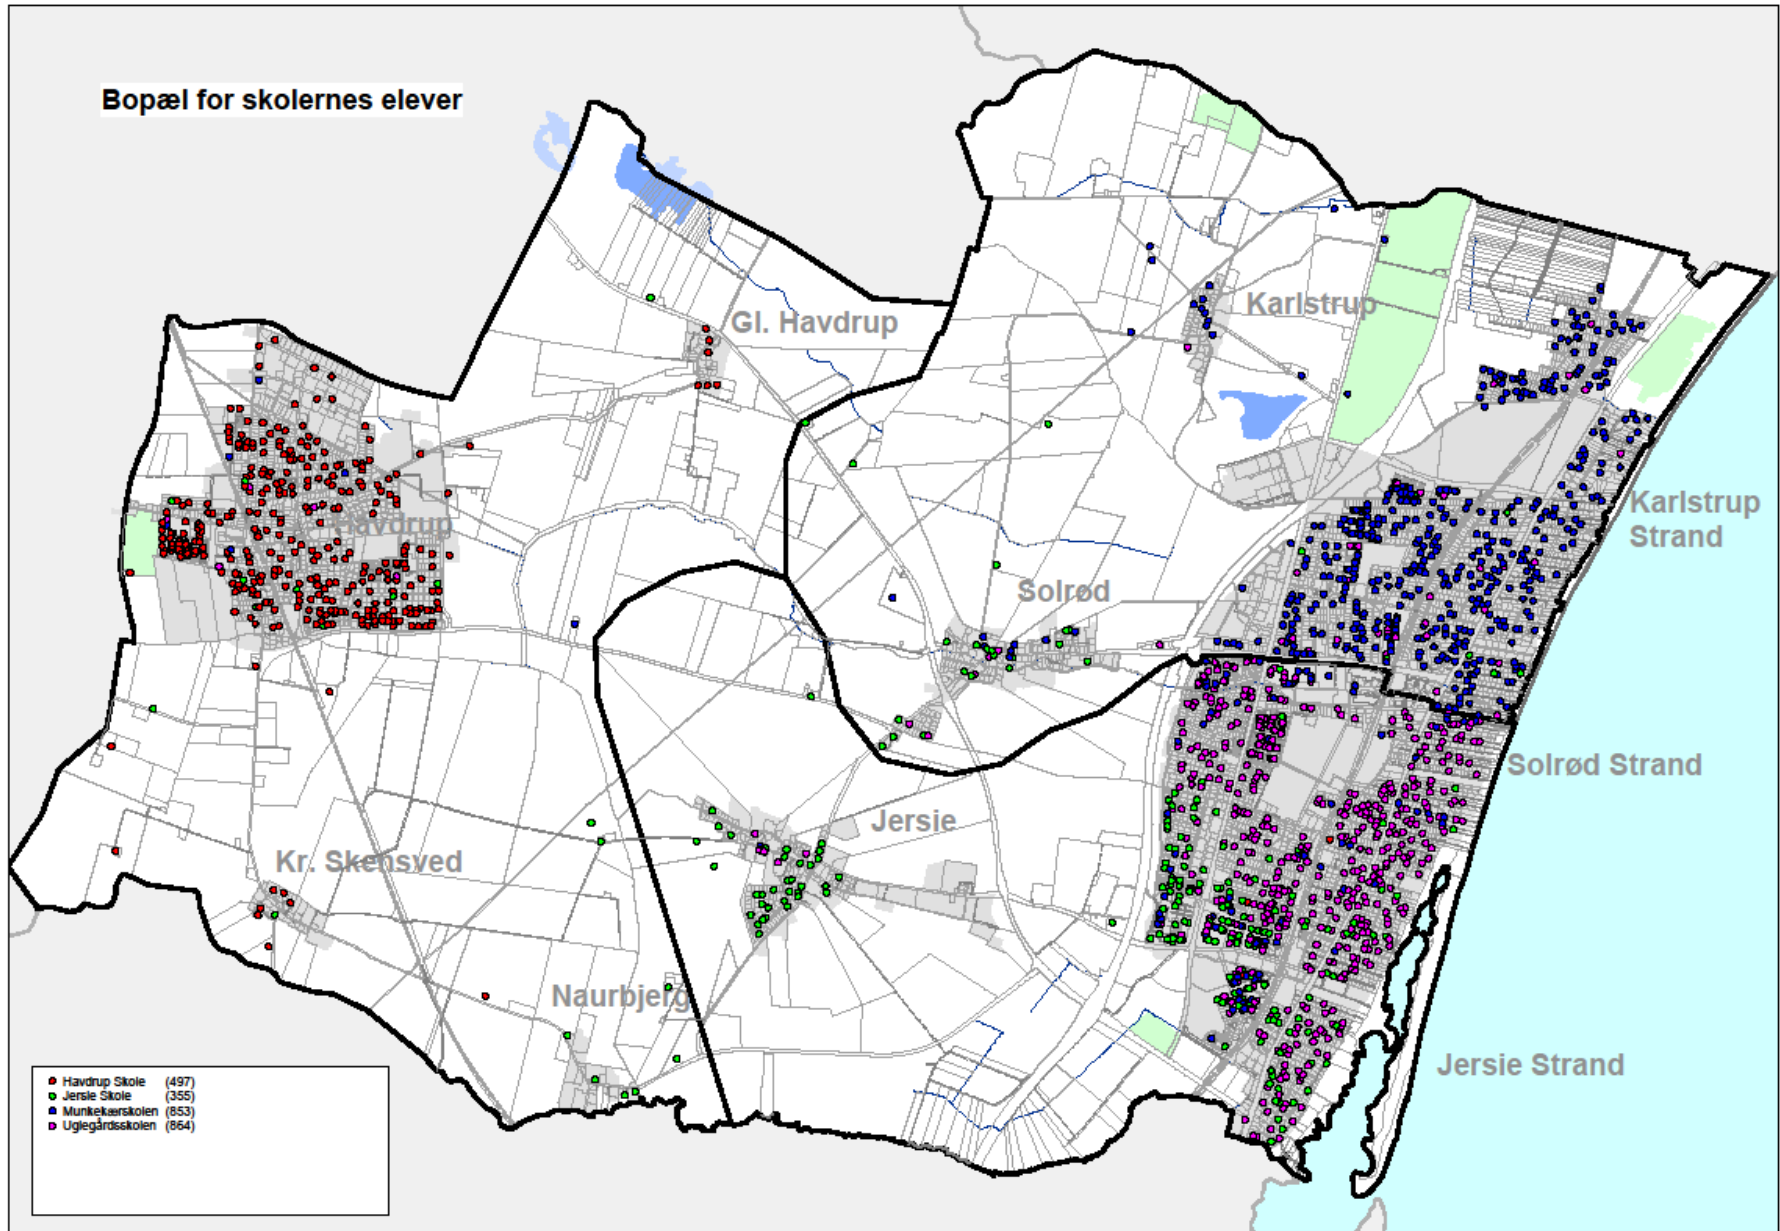 Bopæl for skolernes elever
Gl. Havdrup
Karlstrup
Havdrup
Karlstrup
Strand
Solrød
Solrød Strand
Jersie
Kr. Skensved
Naurbjerg
Jersie Strand
Havdrup Skole (497)
Jersie Skole (355)
Munkekærskolen (853)
Uglegårdsskolen (864)